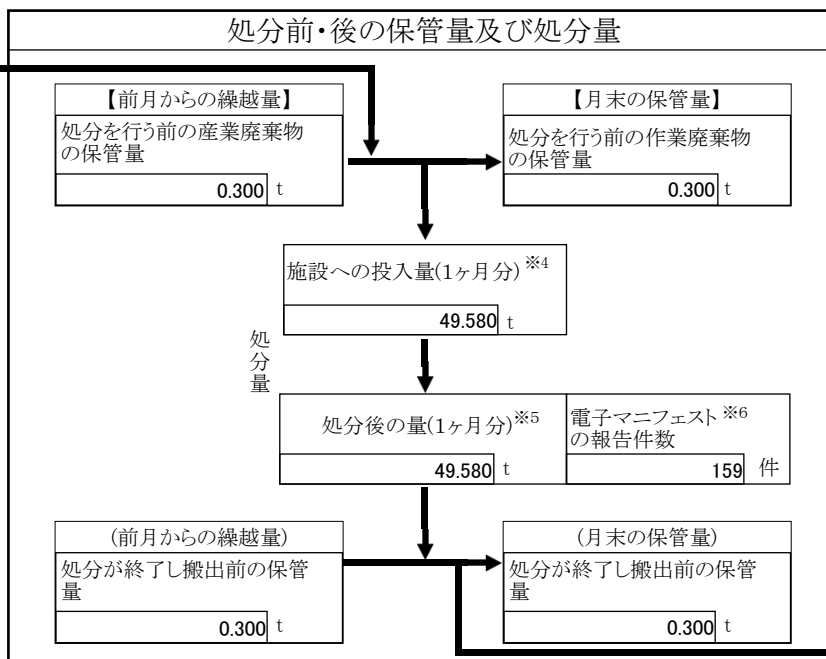 処分前・後の保管量及び処分量
【前月からの繰越量】
処分を行う前の産業廃棄物
の保管量
0.300 t
【月末の保管量】
処分を行う前の作業廃棄物
の保管量
0.300 t
施設への投入量(1ヶ月分)※4
49.580 t
処分量
処分後の量(1ヶ月分)※5
49.580 t
電子マニフェスト※6
の報告件数
159 件
(前月からの繰越量)
処分が終了し搬出前の保管
量
0.300 t
(月末の保管量)
処分が終了し搬出前の保管
量
0.300 t